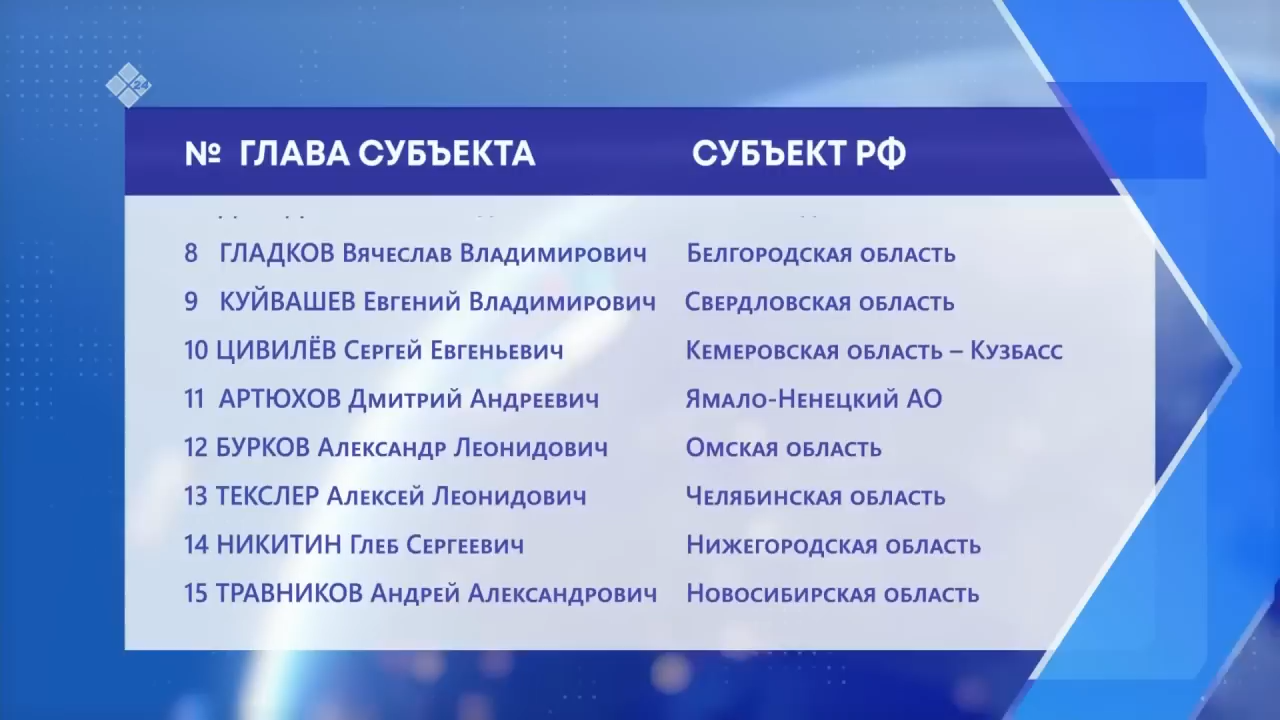 24
№ ГЛАВА СУБЪЕКТА СУБЪЕКТ РФ
8 ГЛАДКОВ Вячеслав Владимирович Белгородская область
9 КУЙВАШЕВ Евгений Владимирович Свердловская область
10 ЦИВИЛЁВ Сергей Евгеньевич Кемеровская область – Кузбасс
11 АРТЮХОВ Дмитрий Андреевич Ямало-Ненецкий АО
12 БУРКОВ Александр Леонидович Омская область
13 ТЕКСЛЕР Алексей Леонидович Челябинская область
14 НИКИТИН Глеб Сергеевич Нижегородская область
15 ТРАВНИКОВ Андрей Александрович Новосибирская область